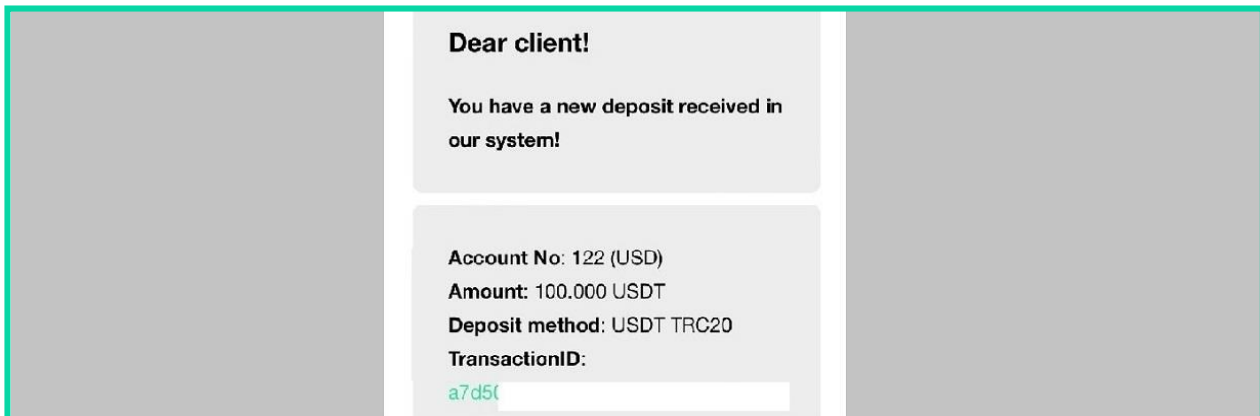 Dear client!
You have a new deposit received in
our system!
Account No: 122 (USD)
Amount: 100.000 USDT
Deposit method: USDT TRC20
TransactionID:
a7d50